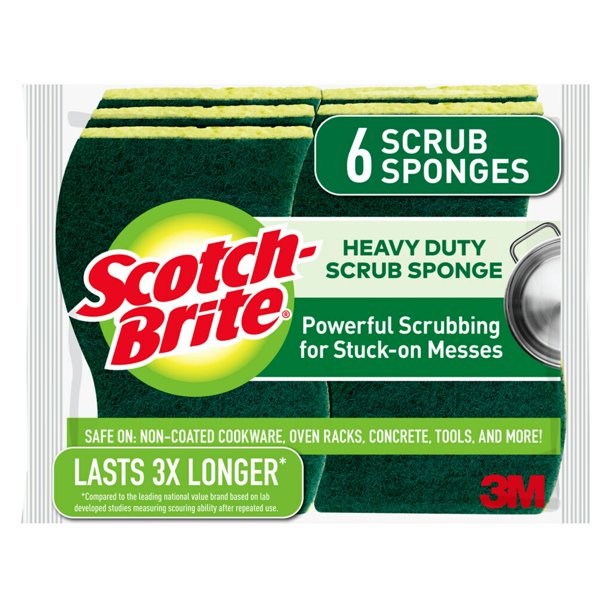 6 SCRUB
SPONGES
HEAVY DUTY
SCRUB SPONGE
Scotch-
Brite®
Powerful Scrubbing
for Stuck-on Messes
SAFE ON: NON-COATED COOKWARE, OVEN RACKS, CONCRETE, TOOLS, AND MORE!
LASTS 3X LONGER*
*Compared to the leading national value brand based on lab
developed studies measuring scouring ability after repeated use.
3M